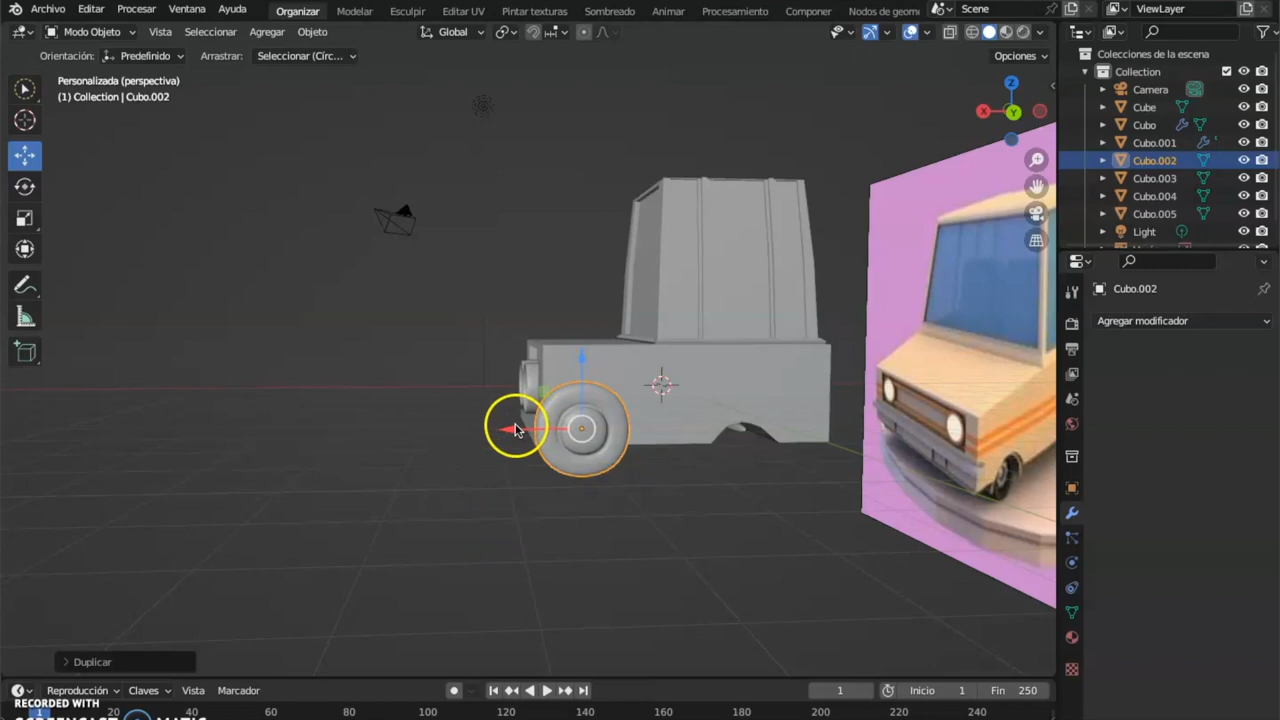 Archivo Editar Procesar Ventana Ayuda Organizar Modelar Esculpir Editar UV Pintar texturas Sombreado Animar Procesamiento Componer Nodos de geome Scene ViewLayer
Modo Objeto Vista Seleccionar Agregar Objeto Global
Orientación: Predefinido Arrastrar: Seleccionar (Círc... Opciones
Personalizada (perspectiva)
(1) Collection | Cubo.002
Z
X
Y
Colecciones de la escena
Collection
Camera
Cube
Cubo
Cubo.001
Cubo.002
Cubo.003
Cubo.004
Cubo.005
Light
Cubo.002
Agregar modificador
Duplicar
Reproducción Claves Vista Marcador 1 Inicio 1 Fin 250
RECORDED WITH
1 20 40 60 80 100 120 140 160 180 200 220 240